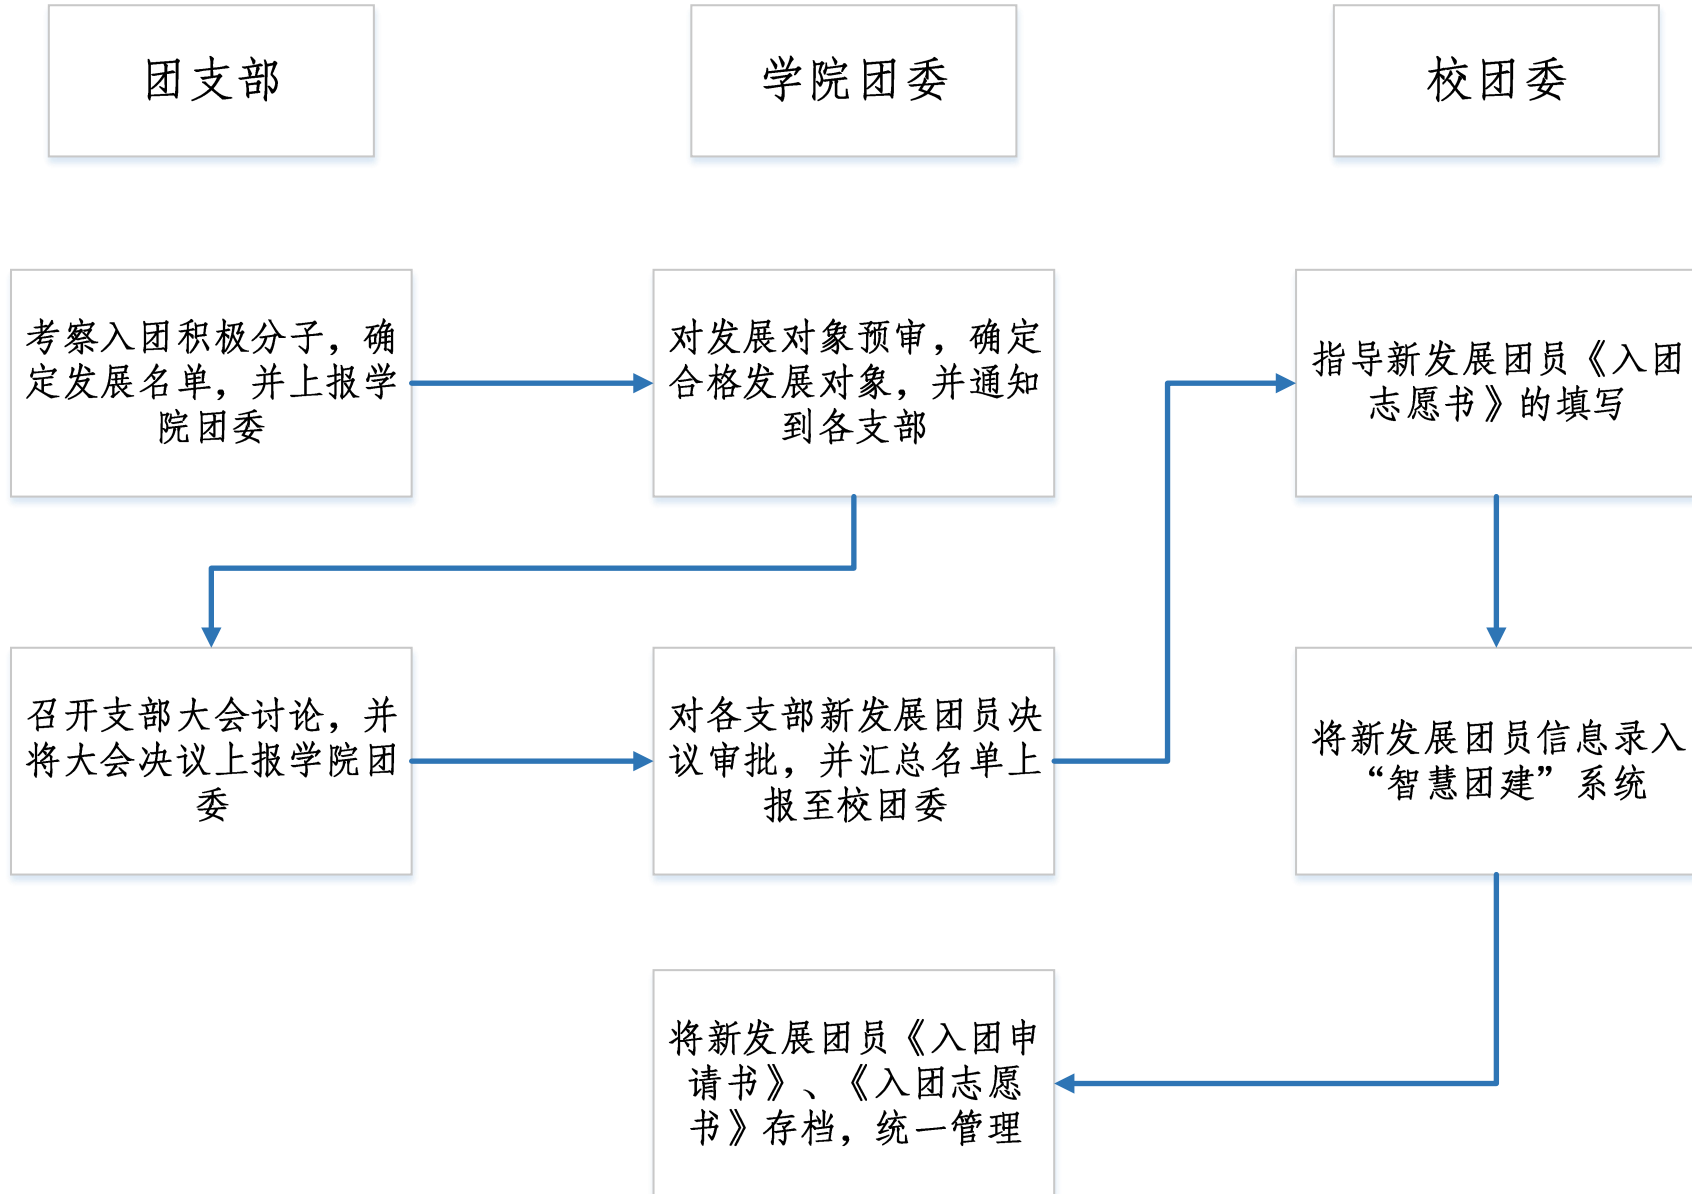 团支部
学院团委
校团委
考察入团积极分子，确
定发展名单，并上报学
院团委
对发展对象预审，确定
合格发展对象，并通知
到各支部
指导新发展团员《入团
志愿书》的填写
召开支部大会讨论，并
将大会决议上报学院团
委
对各支部新发展团员决
议审批，并汇总名单上
报至校团委
将新发展团员信息录入
“智慧团建”系统
将新发展团员《入团申
请书》、《入团志愿
书》存档，统一管理